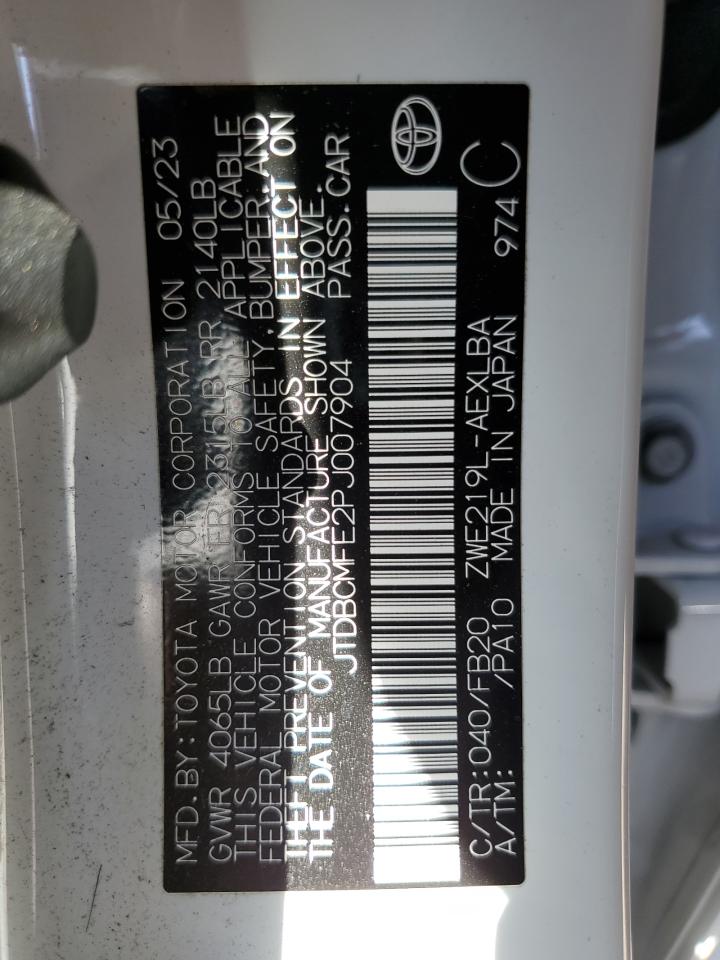 MFD.BY:TOYOTA MOTOR CORPORATION 05/23
GVWR 4065LB GAWR FR 2315LB RR 2140LB
THIS VEHICLE CONFORMS TO ALL APPLICABLE
FEDERAL MOTOR VEHICLE SAFETY, BUMPER, AND
THEFT PREVENTION STANDARDS IN EFFECT ON
THE DATE OF MANUFACTURE SHOWN ABOVE.
JTDBCMFE2PJ007904 PASS.CAR
C/TR:040/FB20 ZWE219L-AEXLBA
A/TM: /PA10 MADE IN JAPAN 974 C